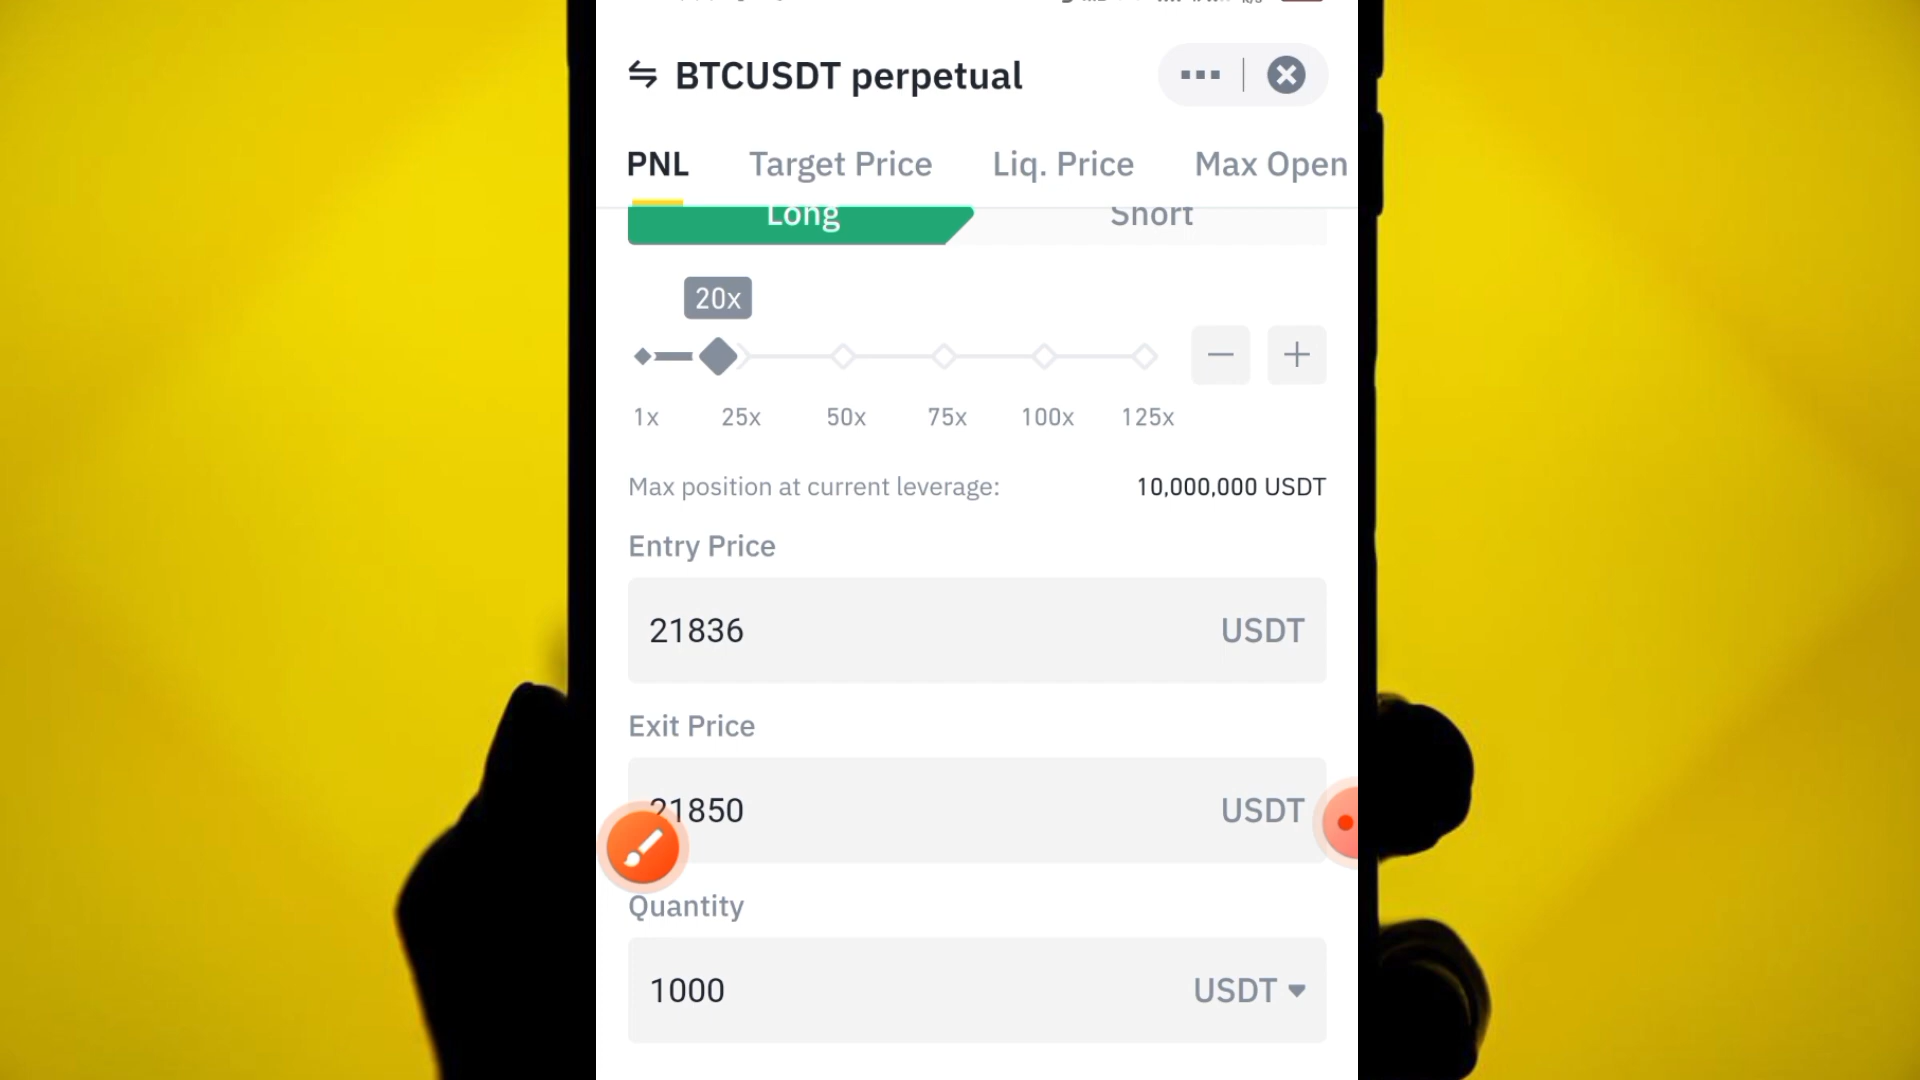 BTCUSDT perpetual
PNL Target Price Liq. Price Max Open
Long Short
20x
1x 25x 50x 75x 100x 125x
Max position at current leverage: 10,000,000 USDT
Entry Price
21836 USDT
Exit Price
21850 USDT
Quantity
1000 USDT